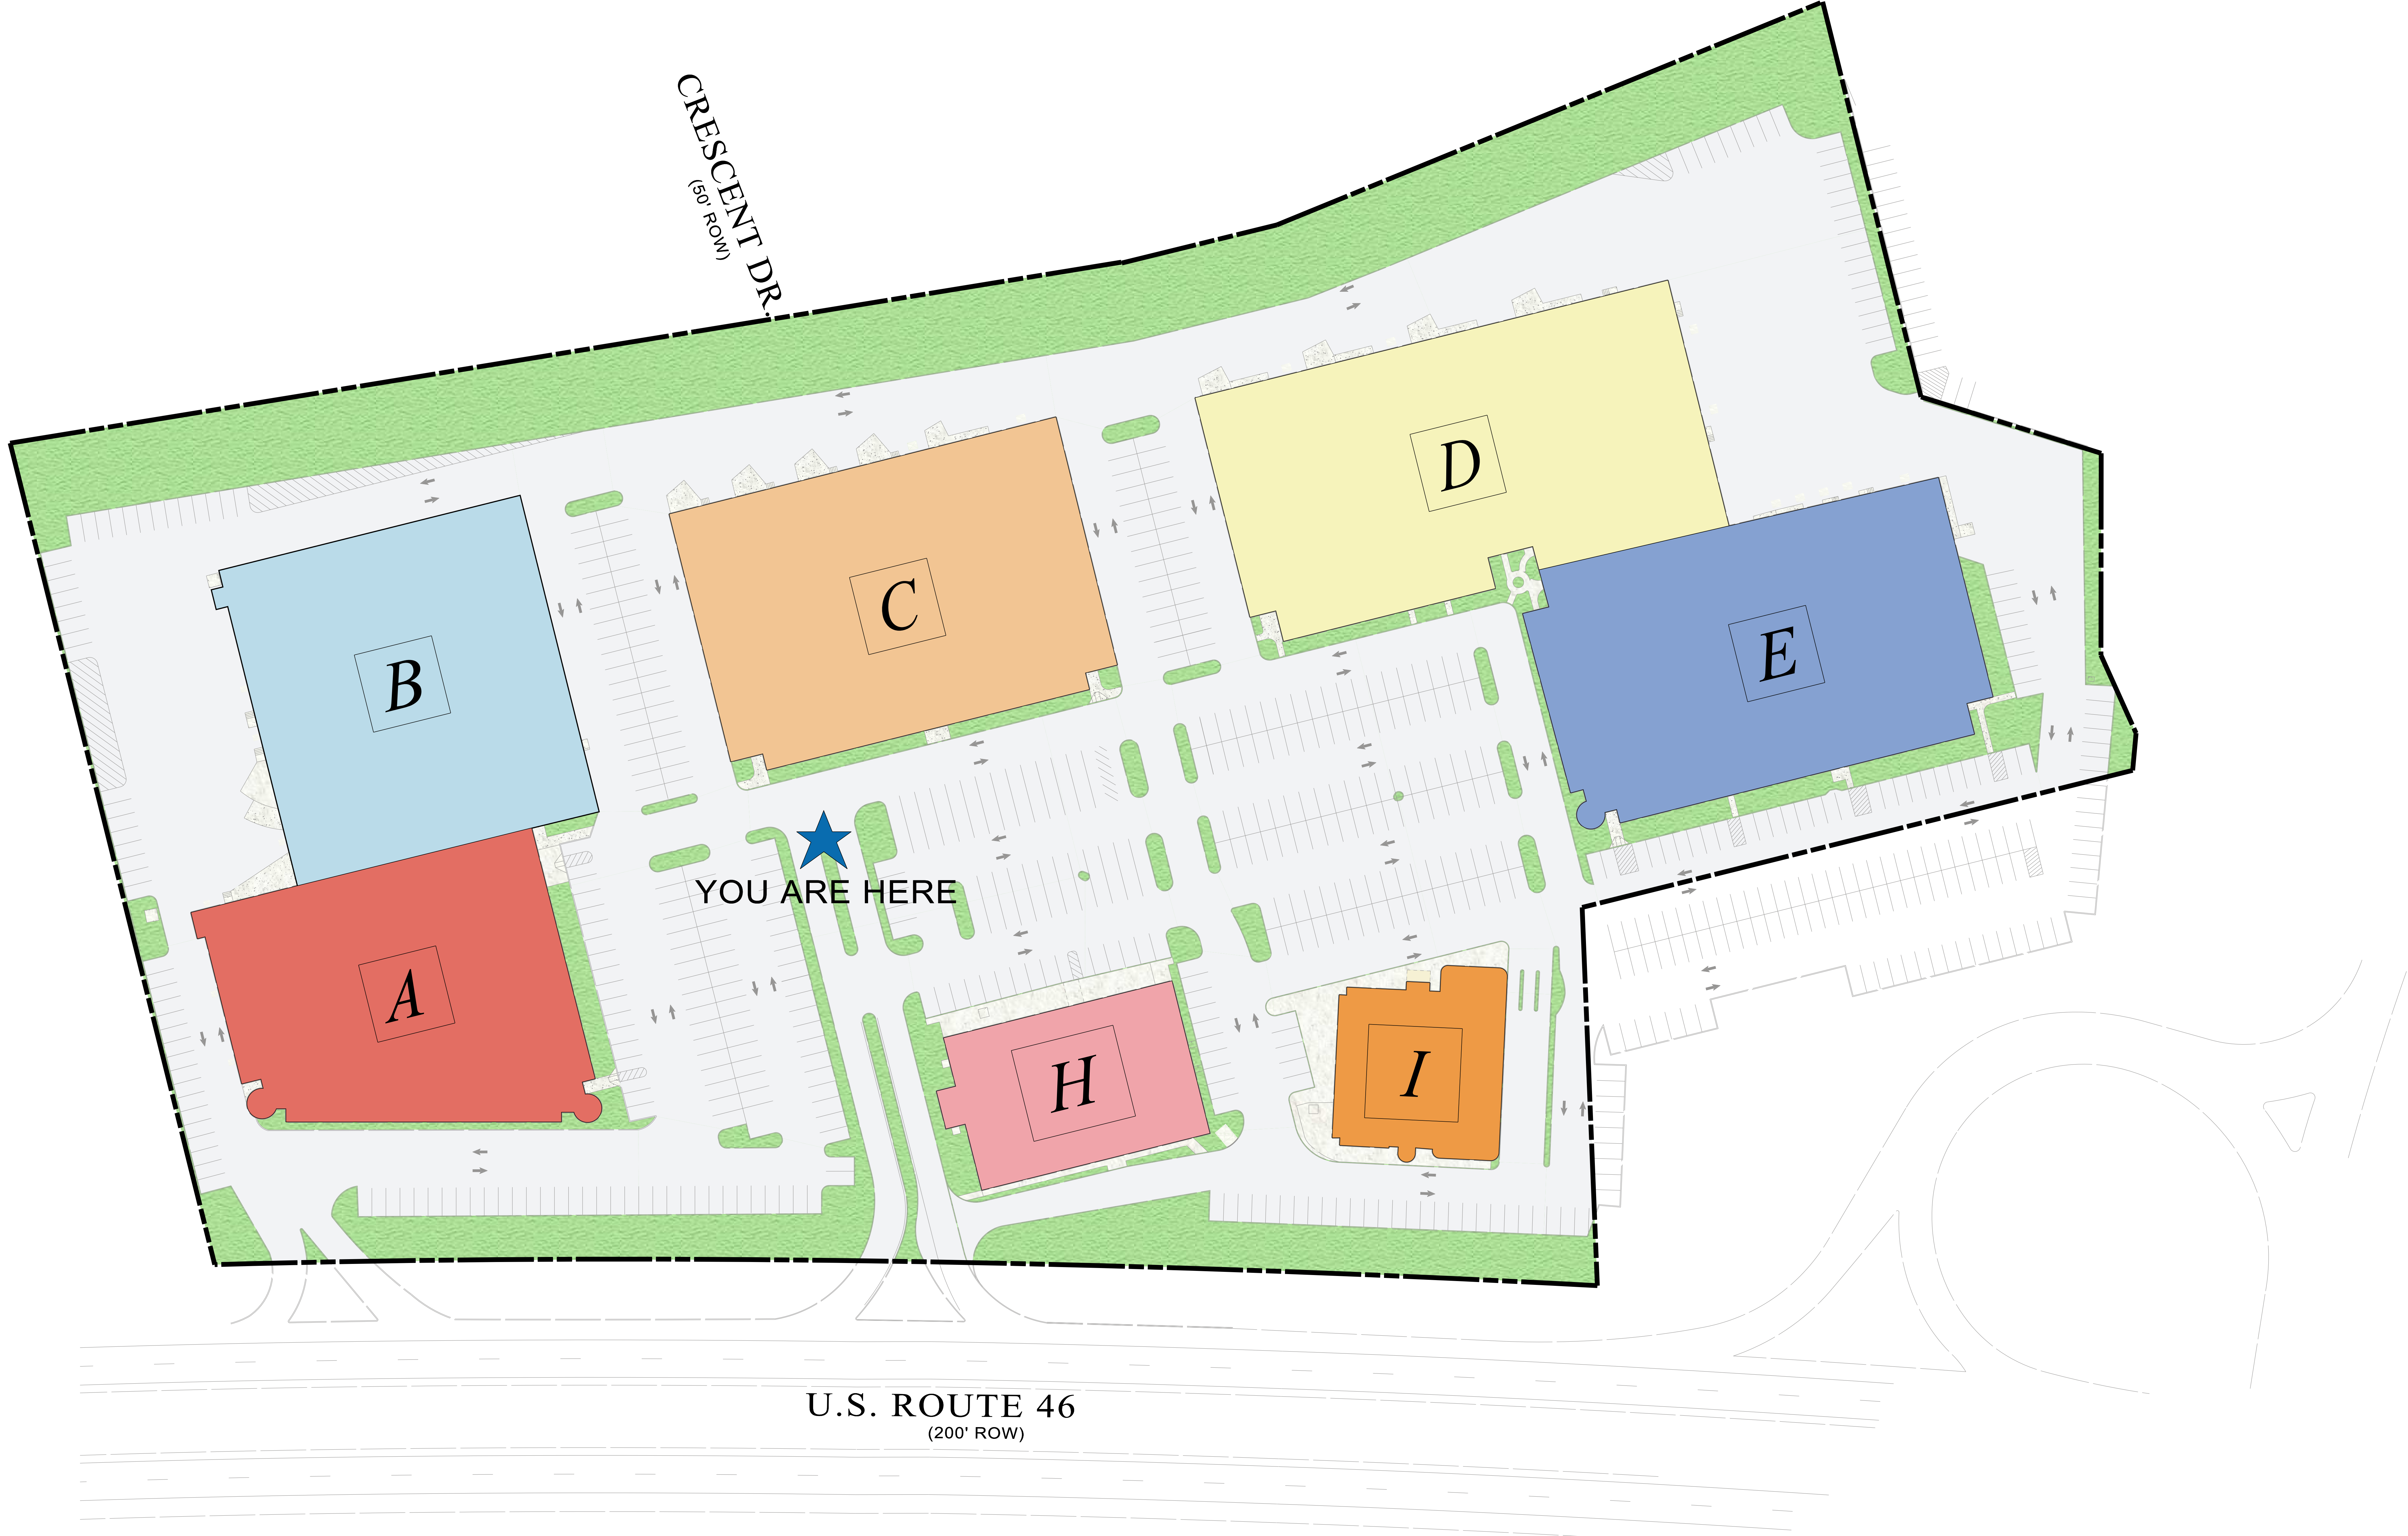 CRESCENT DR.
(50' ROW)
D
C
E
B
YOU ARE HERE
A
H
I
U.S. ROUTE 46
(200' ROW)